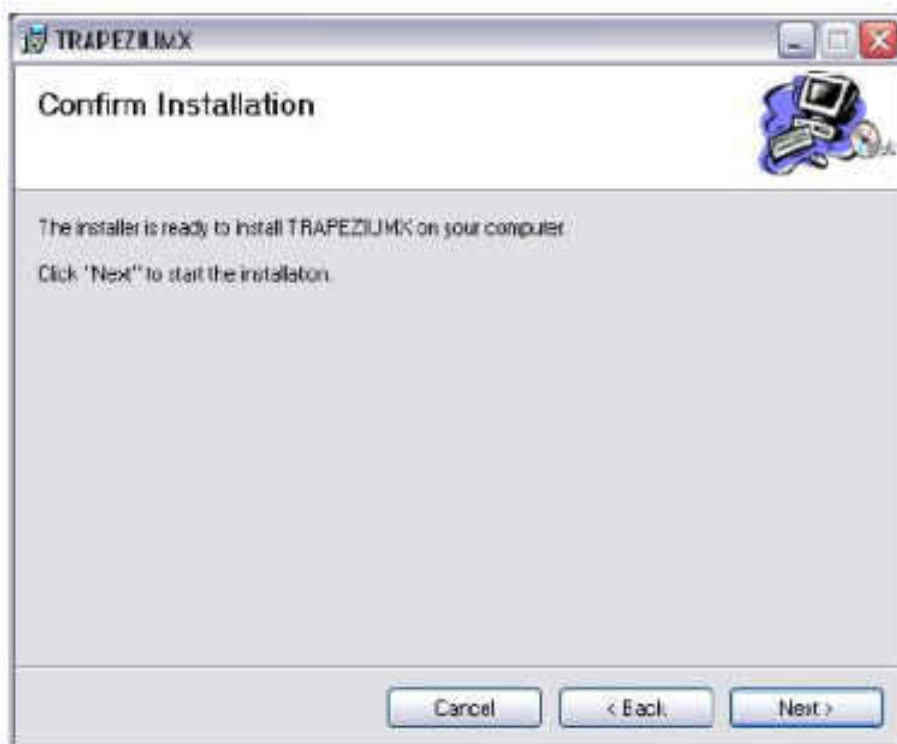 TRAPEZIUMX
Confirm Installation
The installer is ready to install TRAPEZIUMX on your computer
Click "Next" to start the installation.
Cancel
< Back
Next >